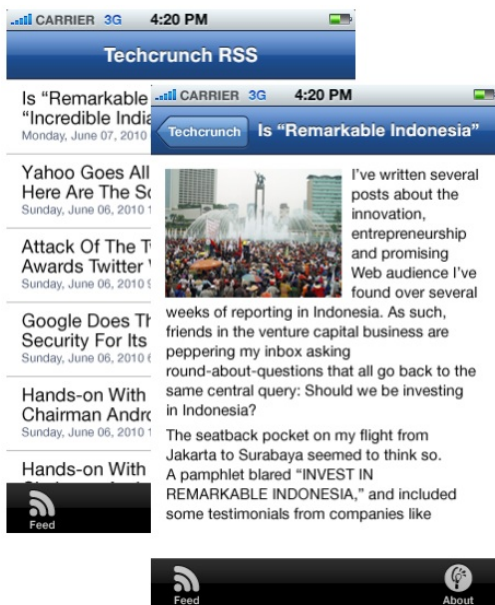 CARRIER 3G 4:20 PM
Techcrunch RSS
Is “Remarkable
“Incredible India
Monday, June 07, 2010
Yahoo Goes All
Here Are The
Sunday, June 06, 2010 1
Attack Of The
Awards Twitter
Sunday, June 06, 2010
Google Does
Security For Its
Sunday, June 06, 2010
Hands-on With
Chairman
Sunday, June 06, 2010 1
Hands-on With
Feed
CARRIER 3G 4:20 PM
Techcrunch Is “Remarkable Indonesia”
I’ve written several
posts about the
innovation,
entrepreneurship
and promising
Web audience I’ve
found over several
weeks of reporting in Indonesia. As such,
friends in the venture capital business are
peppering my inbox asking
round-about-questions that all go back to the
same central query: Should we be investing
in Indonesia?
The seatback pocket on my flight from
Jakarta to Surabaya seemed to think so.
A pamphlet blared “INVEST IN
REMARKABLE INDONESIA,” and included
some testimonials from companies like
Feed About